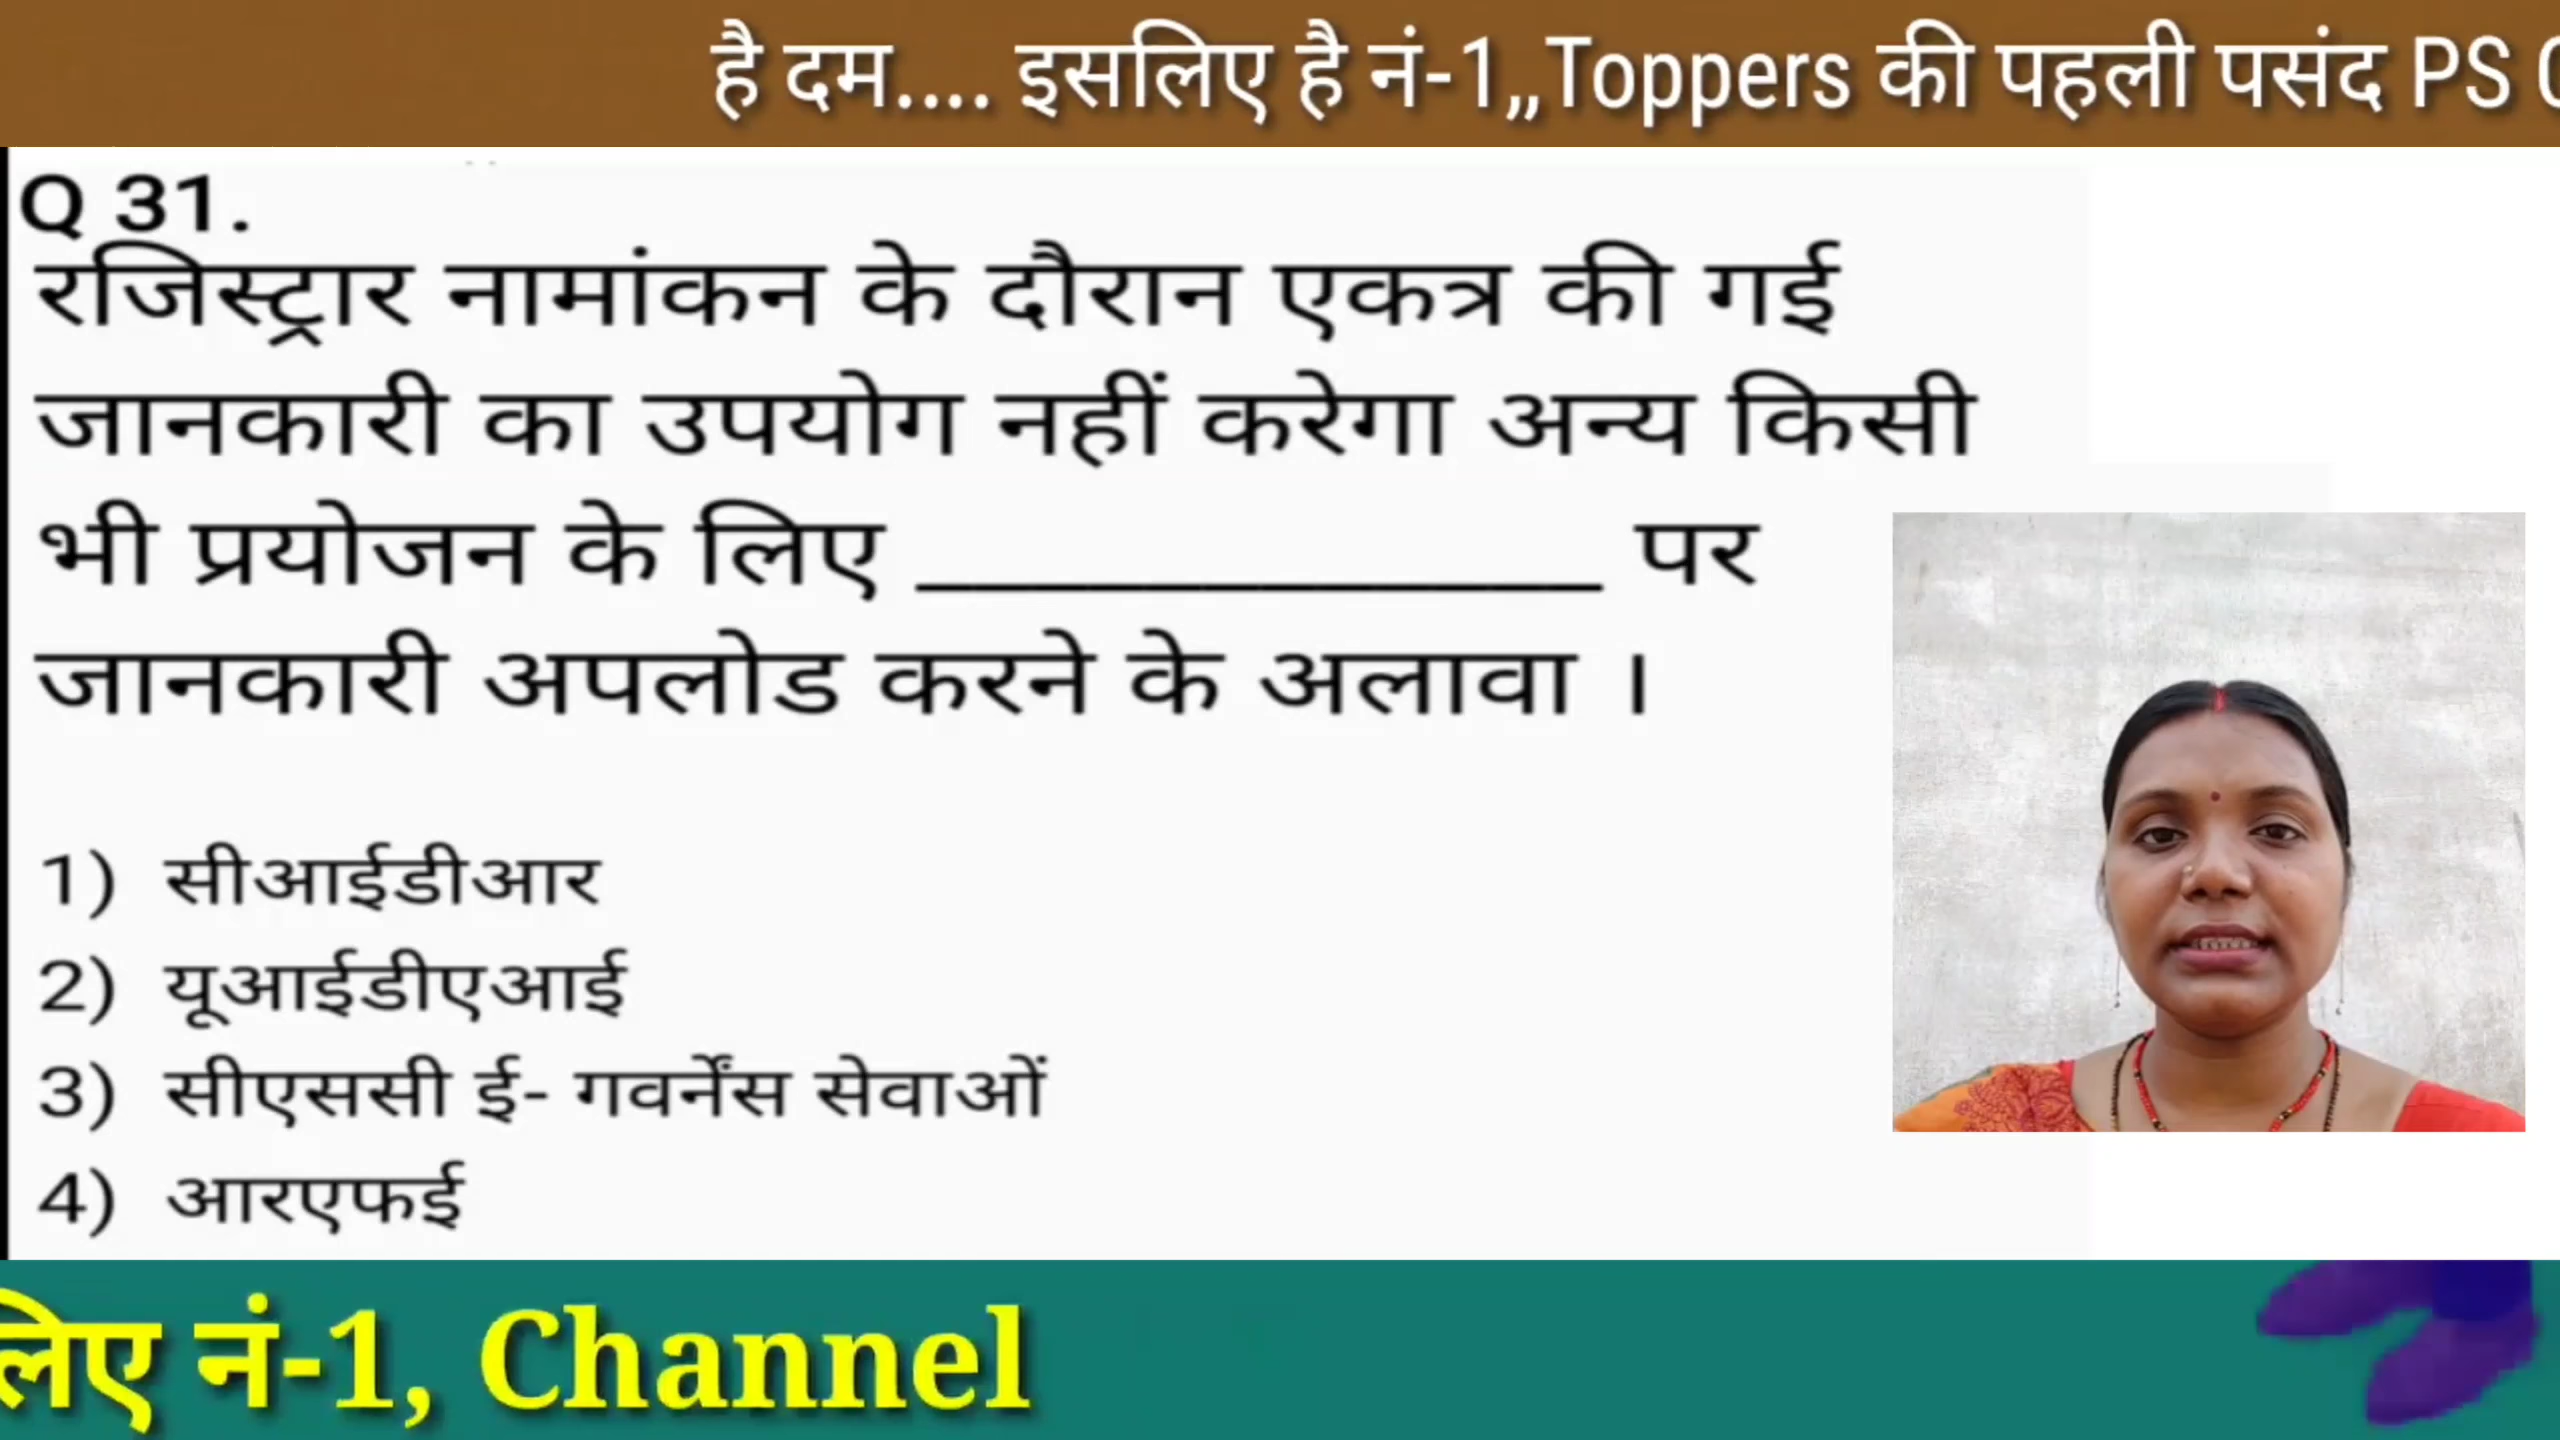 है दम.... इसलिए है नं-1,,Toppers की पहली पसंद PS
Q 31.
रजिस्ट्रार नामांकन के दौरान एकत्र की गई
जानकारी का उपयोग नहीं करेगा अन्य किसी
भी प्रयोजन के लिए ______________ पर
जानकारी अपलोड करने के अलावा ।
1) सीआईडीआर
2) यूआईडीएआई
3) सीएससी ई- गवर्नेंस सेवाओं
4) आरएफई
लिए नं-1, Channel